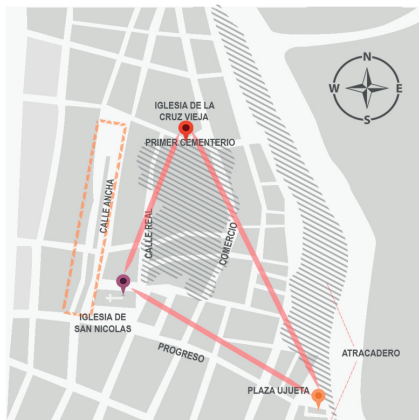 N
W E
S
IGLESIA DE LA
CRUZ VIEJA
PRIMER CEMENTERIO
CALLE ANCHA
CALLE REAL
COMERCIO
IGLESIA DE
SAN NICOLAS
PROGRESO
ATRACADERO
PLAZA UJUETA